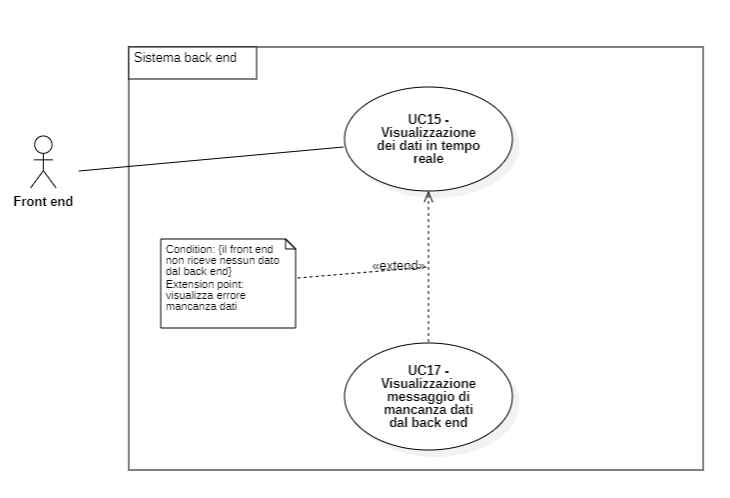 Sistema back end
UC15 -
Visualizzazione
dei dati in tempo
reale
Front end
Condition: {il front end
non riceve nessun dato
dal back end}
Extension point:
visualizza errore
mancanza dati
«extend»
UC17 -
Visualizzazione
messaggio di
mancanza dati
dal back end